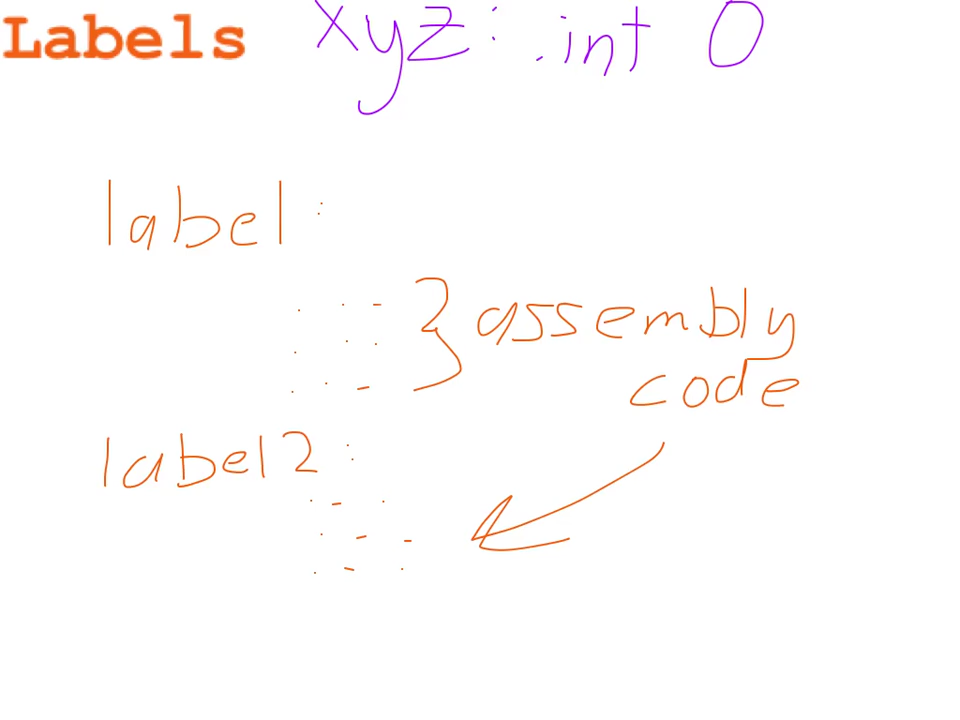 Labels
xyz: .int 0
label:
} assembly
code
label2: